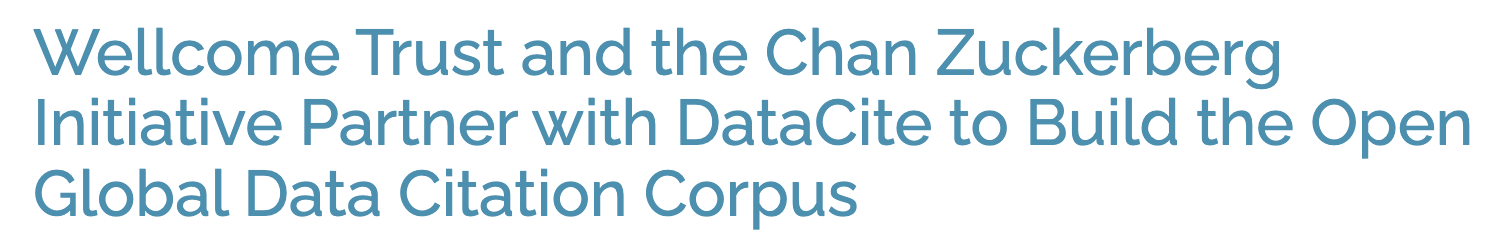 Wellcome Trust and the Chan Zuckerberg
Initiative Partner with DataCite to Build the Open
Global Data Citation Corpus